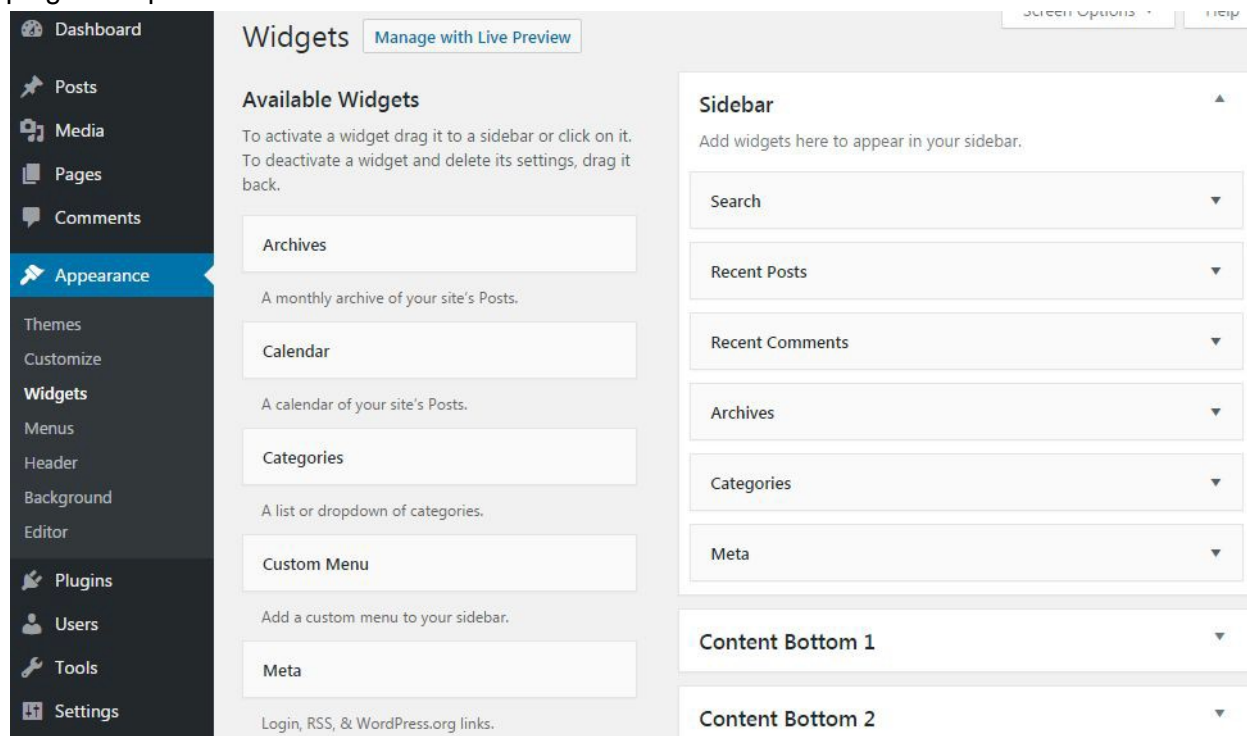 Dashboard
Posts
Media
Pages
Comments
Appearance
Themes
Customize
Widgets
Menus
Header
Background
Editor
Plugins
Users
Tools
Settings
Widgets
Manage with Live Preview
Screen Options
Help
Available Widgets
To activate a widget drag it to a sidebar or click on it.
To deactivate a widget and delete its settings, drag it
back.
Archives
A monthly archive of your site's Posts.
Calendar
A calendar of your site's Posts.
Categories
A list or dropdown of categories.
Custom Menu
Add a custom menu to your sidebar.
Meta
Login, RSS, & WordPress.org links.
Sidebar
Add widgets here to appear in your sidebar.
Search
Recent Posts
Recent Comments
Archives
Categories
Meta
Content Bottom 1
Content Bottom 2